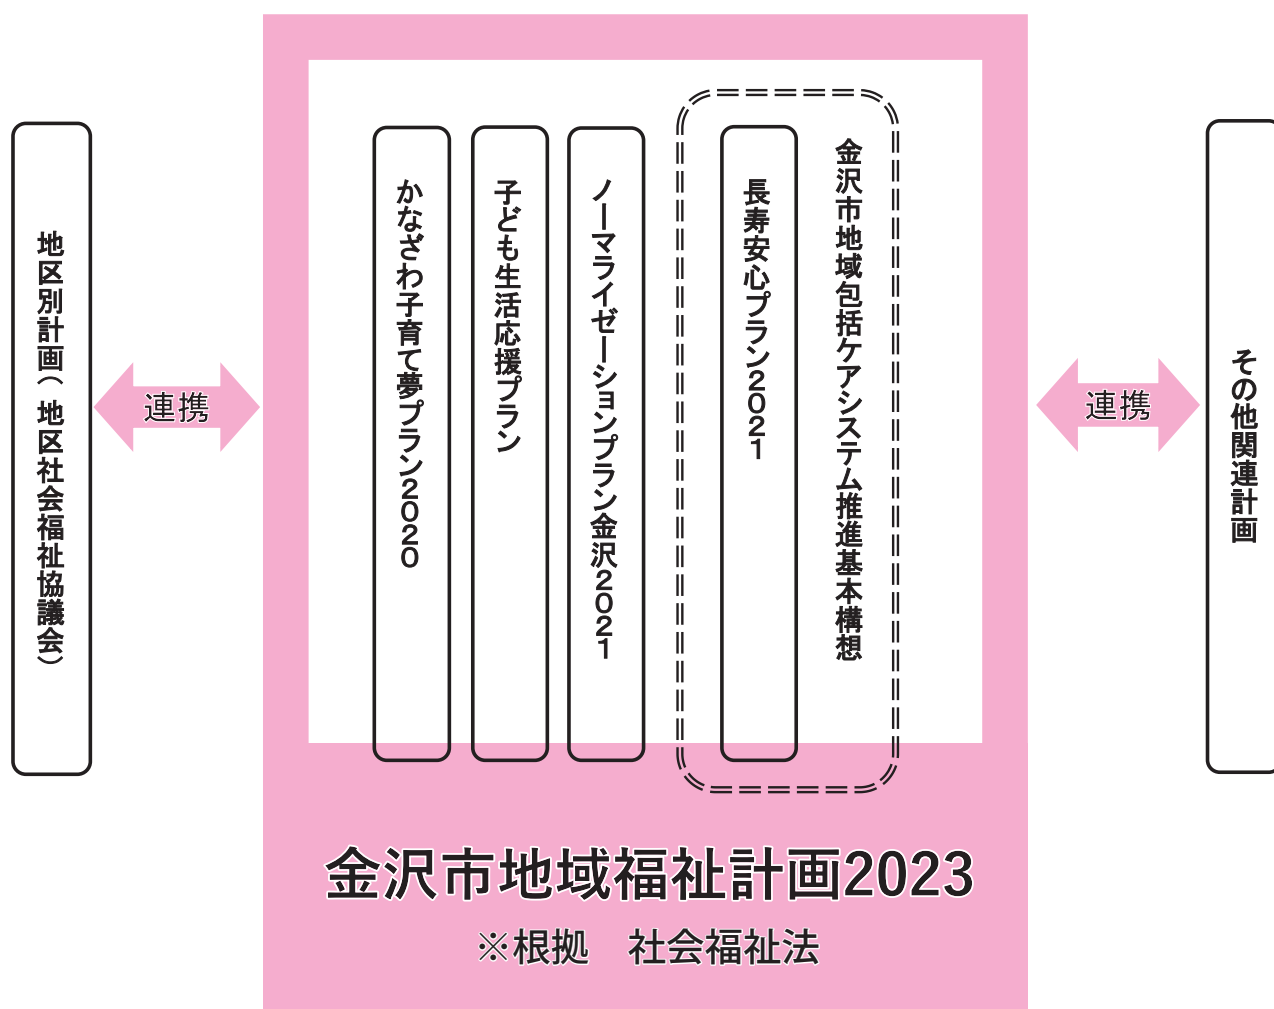 地区別計画（地区社会福祉協議会）
連携
かなざわ子育て夢プラン2020
子ども生活応援プラン
ノーマライゼーションプラン金沢2021
長寿安心プラン2021
金沢市地域包括ケアシステム推進基本構想
連携
その他関連計画
金沢市地域福祉計画2023
※根拠　社会福祉法